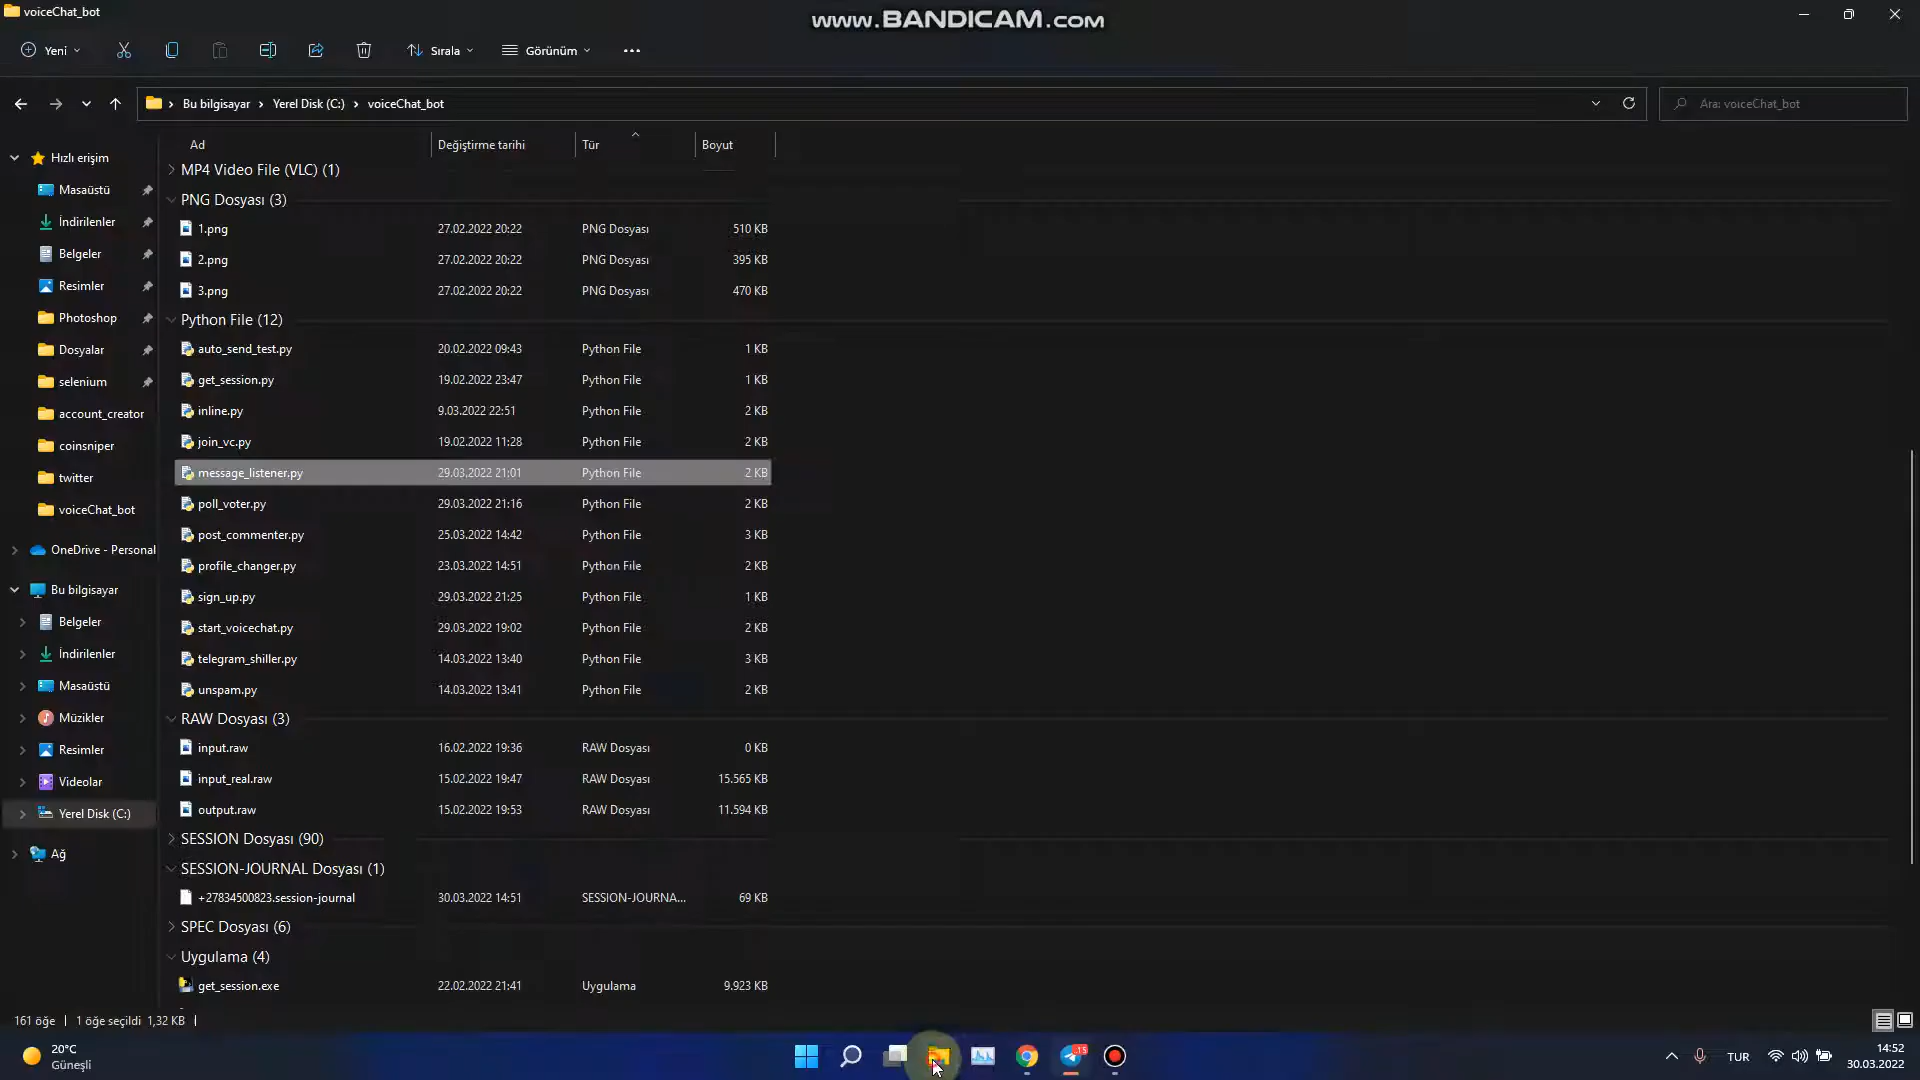 voiceChat_bot
www.BANDICAM.com
Yeni
Sırala
Görünüm
Bu bilgisayar > Yerel Disk (C:) > voiceChat_bot
Ara: voiceChat_bot
Ad Değiştirme tarihi Tür Boyut
Hızlı erişim
Masaüstü
İndirilenler
Belgeler
Resimler
Photoshop
Dosyalar
selenium
account_creator
coinsniper
twitter
voiceChat_bot
OneDrive - Personal
Bu bilgisayar
Belgeler
İndirilenler
Masaüstü
Müzikler
Resimler
Videolar
Yerel Disk (C:)
Ağ
MP4 Video File (VLC) (1)
PNG Dosyası (3)
1.png 27.02.2022 20:22 PNG Dosyası 510 KB
2.png 27.02.2022 20:22 PNG Dosyası 395 KB
3.png 27.02.2022 20:22 PNG Dosyası 470 KB
Python File (12)
auto_send_test.py 20.02.2022 09:43 Python File 1 KB
get_session.py 19.02.2022 23:47 Python File 1 KB
inline.py 9.03.2022 22:51 Python File 2 KB
join_vc.py 19.02.2022 11:28 Python File 2 KB
message_listener.py 29.03.2022 21:01 Python File 2 KB
poll_voter.py 29.03.2022 21:16 Python File 2 KB
post_commenter.py 25.03.2022 14:42 Python File 3 KB
profile_changer.py 23.03.2022 14:51 Python File 2 KB
sign_up.py 29.03.2022 21:25 Python File 1 KB
start_voicechat.py 29.03.2022 19:02 Python File 2 KB
telegram_shiller.py 14.03.2022 13:40 Python File 3 KB
unspam.py 14.03.2022 13:41 Python File 2 KB
RAW Dosyası (3)
input.raw 16.02.2022 19:36 RAW Dosyası 0 KB
input_real.raw 15.02.2022 19:47 RAW Dosyası 15.565 KB
output.raw 15.02.2022 19:53 RAW Dosyası 11.594 KB
SESSION Dosyası (90)
SESSION-JOURNAL Dosyası (1)
+27834500823.session-journal 30.03.2022 14:51 SESSION-JOURNA... 69 KB
SPEC Dosyası (6)
Uygulama (4)
get_session.exe 22.02.2022 21:41 Uygulama 9.923 KB
161 öğe | 1 öğe seçildi 1,32 KB |
20°C
Güneşli
15
TUR
14:52
30.03.2022